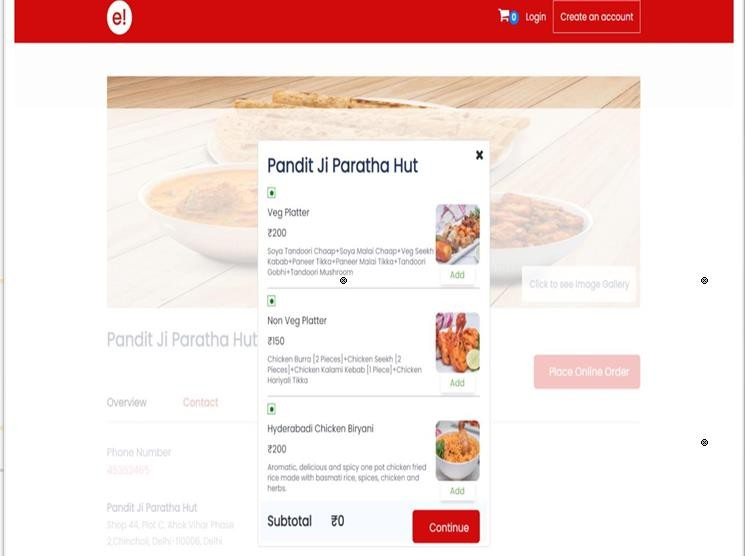 e!
0 Login Create an account
Pandit Ji Paratha Hut
Veg Platter
₹200
Soya Tandoori Chaap+Soya Malai Chaap+Veg Seekh
Kabab+Paneer Tikka+Paneer Malai Tikka+Tandoori
Gobhi+Tandoori Mushroom
Add
Click to see Image Gallery
Non Veg Platter
₹150
Chicken Burra [2 Pieces]+Chicken Seekh [2
Pieces]+Chicken Kalami Kebab [1 Piece]+Chicken
Hariyali Tikka
Add
Pandit Ji Paratha Hut
Place Online Order
Overview Contact
Hyderabadi Chicken Biryani
₹200
Aromatic, delicious and spicy one pot chicken fried
rice made with basmati rice, spices, chicken and
herbs.
Add
Subtotal ₹0
Continue
Phone Number
45352465
Pandit Ji Paratha Hut
Shop 44, Plot C, Ahok Vihar Phase
2,Chincholi, Delhi-110006, Delhi